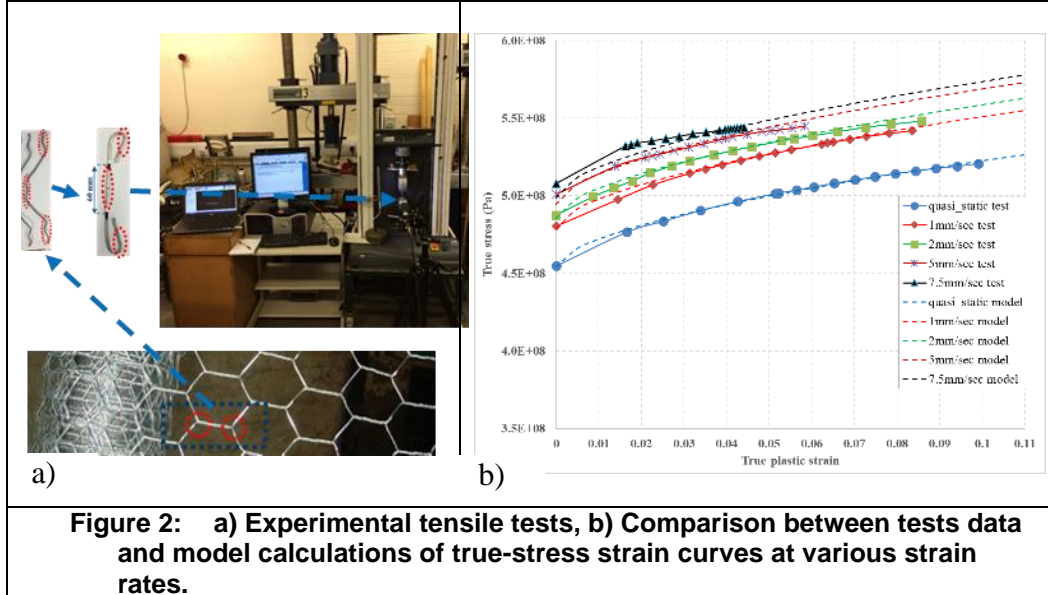 60 mm
3
a)
6.0E+08
5.5E+08
5.0E+08
4.5E+08
4.0E+08
3.5E+08
True stress (Pa)
0 0.01 0.02 0.03 0.04 0.05 0.06 0.07 0.08 0.09 0.1 0.11
True plastic strain
quasi_static test
1mm/sec test
2mm/sec test
5mm/sec test
7.5mm/sec test
quasi_static model
1mm/sec model
2mm/sec model
5mm/sec model
7.5mm/sec model
b)
Figure 2: a) Experimental tensile tests, b) Comparison between tests data
and model calculations of true-stress strain curves at various strain
rates.